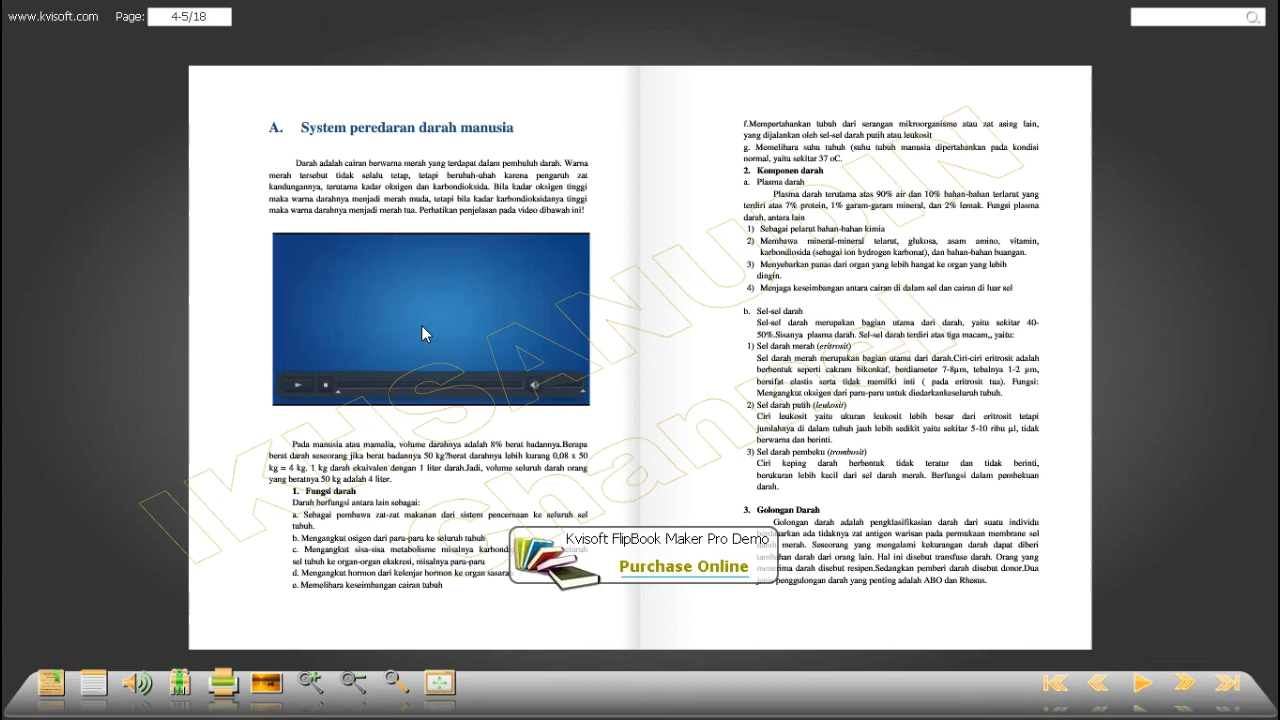 www.kvisoft.com Page: 4-5/18
A. System peredaran darah manusia
Darah adalah cairan berwarna merah yang terdapat dalam pembuluh darah. Warna
merah tersebut tidak selalu tetap, tetapi berubah-ubah karena pengaruh zat
kandungannya, terutama kadar oksigen dan karbondioksida. Bila kadar oksigen tinggi
maka warna darahnya menjadi merah muda, tetapi bila kadar karbondioksidanya tinggi
maka warna darahnya menjadi merah tua. Perhatikan penjelasan pada video dibawah ini!
Pada manusia atau mamalia, volume darahnya adalah 8% berat badannya.Berapa
berat darah seseorang jika berat badannya 50 kg?berat darahnya lebih kurang 0,08 x 50
kg = 4 kg. 1 kg darah ekuivalen dengan 1 liter darah.Jadi, volume seluruh darah orang
yang beratnya 50 kg adalah 4 liter.
1. Fungsi darah
Darah berfungsi antara lain sebagai:
a. Sebagai pembawa zat-zat makanan dari sistem pencernaan ke seluruh sel
tubuh.
b. Mengangkut osigen dari paru-paru ke seluruh tubuh
c. Mengangkut sisa-sisa metabolisme misalnya seluruh
sel tubuh ke organ-organ ekskresi, misalnya paru-paru
d. Mengangkut hormon dari kelenjar hormon ke organ
e. Memelihara keseimbangan cairan tubuh
f.Mempertahankan tubuh dari serangan mikroorganisme atau zat asing lain,
yang dijalankan oleh sel-sel darah putih atau leukosit
g. Memelihara suhu tubuh (suhu tubuh manusia dipertahankan pada kondisi
normal, yaitu sekitar 37 oC.
2. Komponen darah
a. Plasma darah
Plasma darah terutama atas 90% air dan 10% bahan-bahan terlarut yang
terdiri atas 7% protein, 1% garam-garam mineral, dan 2% lemak. Fungsi plasma
darah, antara lain
1) Sebagai pelarut bahan-bahan kimia
2) Membawa mineral-mineral telarut, glukosa, asam amino, vitamin,
karbondiosida (sebagai ion hydrogen karbonat), dan bahan-bahan buangan.
3) Menyebarkan panas dari organ yang lebih hangat ke organ yang lebih
dingin.
4) Menjaga keseimbangan antara cairan di dalam sel dan cairan di luar sel
b. Sel-sel darah
Sel-sel darah merupakan bagian utama dari darah, yaitu sekitar 40-
50%.Sisanya plasma darah. Sel-sel darah terdiri atas tiga macam,, yaitu:
1) Sel darah merah (eritrosit)
Sel darah merah merupakan bagian utama dari darah.Ciri-ciri eritrosit adalah
berbentuk seperti cakram bikonkaf, berdiameter 7-8µm, tebalnya 1-2 µm,
bersifat elastis serta tidak memilki inti ( pada eritrosit tua). Fungsi:
Mengangkut oksigen dari paru-paru untuk diedarkankeseluruh tubuh.
2) Sel darah putih (leukosit)
Ciri leukosit yaitu ukuran leukosit lebih besar dari eritrosit tetapi
jumlahnya di dalam tubuh jauh lebih sedikit yaitu sekitar 5-10 ribu µl, tidak
berwarna dan berinti.
3) Sel darah pembeku (trombosit)
Ciri keping darah berbentuk tidak teratur dan tidak berinti,
berukuran lebih kecil dari sel darah merah. Berfungsi dalam pembekuan
darah.
3. Golongan Darah
Golongan darah adalah pengklasifikasian darah dari suatu individu
ada tidaknya zat antigen warisan pada permukaan membrane sel
merah. Seseorang yang mengalami kekurangan darah dapat diberi
darah dari orang lain. Hal ini disebut transfuse darah. Orang yang
darah disebut resipen.Sedangkan pemberi darah disebut donor.Dua
penggulongan darah yang penting adalah ABO dan Rhesus.
Kvisoft FlipBook Maker Pro Demo
Purchase Online
IKHSANUDIN
Channel